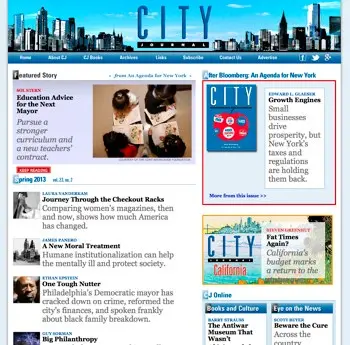 CITY
JOURNAL
Home About CJ CJ Books Archives Links Subscribe Contact Us Advertise
Featured Story
from An Agenda for New York
SOL STERN
Education Advice
for the Next
Mayor
Pursue a
stronger
curriculum and
a new teachers'
contract.
KEEP READING
Spring 2013 vol. 23, no. 2
LAURA VANDERKAM
Journey Through the Checkout Racks
Comparing women's magazines, then
and now, shows how much America
has changed.
JAMES PANERO
A New Moral Treatment
Humane institutionalization can help
the mentally ill and protect society.
ETHAN EPSTEIN
One Tough Nutter
Philadelphia's Democratic mayor has
cracked down on crime, reformed the
city's finances, and spoken frankly
about black family breakdown.
GUY SORMAN
Big Philanthropy
After Bloomberg: An Agenda for New York
CITY
EDWARD L. GLAESER
Growth Engines
Small
businesses
drive
prosperity, but
New York's
taxes and
regulations
are holding
them back.
More from this issue >>
CITY
JOURNAL
California
STEVEN GREENHUT
Fat Times
Again?
California's
budget marks
a return to the
CJ Online
Books and Culture
BARRY STRAUSS
The Antiwar
Museum That
Wasn't
Eye on the News
SCOTT BEYER
Beware the Cure
Across the
country,